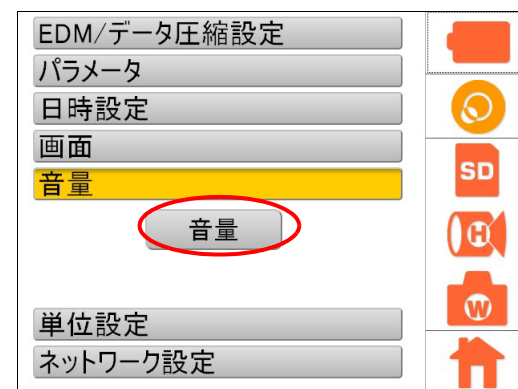 EDM/データ圧縮設定
パラメータ
日時設定
画面
音量
音量
単位設定
ネットワーク設定
SD
H
W